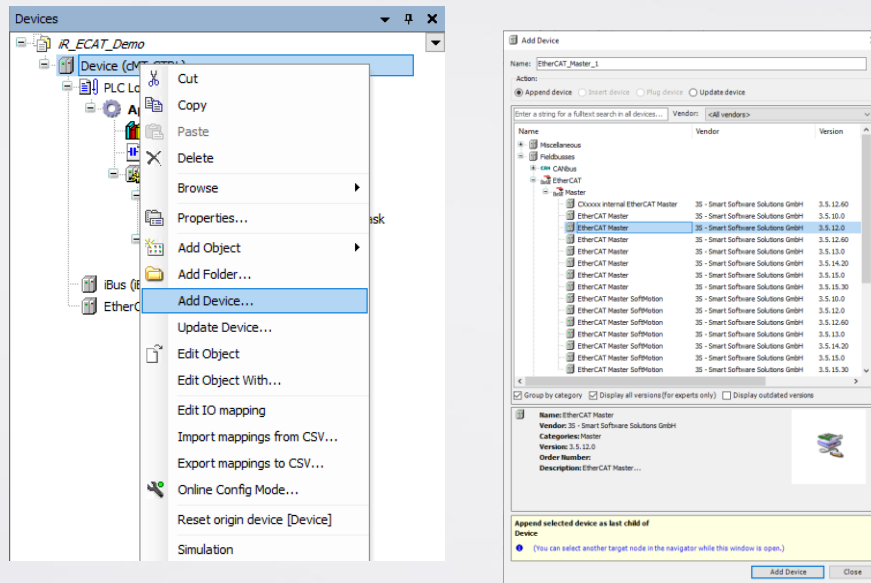 Devices
iR_ECAT_Demo
Device (cMT-CTRL)
PLC Lo
A
ask
iBus (iE
EtherC
Cut
Copy
Paste
Delete
Browse
Properties...
Add Object
Add Folder...
Add Device...
Update Device...
Edit Object
Edit Object With...
Edit IO mapping
Import mappings from CSV...
Export mappings to CSV...
Online Config Mode...
Reset origin device [Device]
Simulation
Add Device
Name: EtherCAT_Master_1
Action:
Append device Insert device Plug device Update device
Enter a string for a fulltext search in all devices... Vendor: <All vendors>
Name Vendor Version
Miscellaneous
Fieldbusses
CAN CANbus
EtherCAT
Master
CXxxxx internal EtherCAT Master 3S - Smart Software Solutions GmbH 3.5.12.60
EtherCAT Master 3S - Smart Software Solutions GmbH 3.5.10.0
EtherCAT Master 3S - Smart Software Solutions GmbH 3.5.12.0
EtherCAT Master 3S - Smart Software Solutions GmbH 3.5.12.60
EtherCAT Master 3S - Smart Software Solutions GmbH 3.5.13.0
EtherCAT Master 3S - Smart Software Solutions GmbH 3.5.14.20
EtherCAT Master 3S - Smart Software Solutions GmbH 3.5.15.0
EtherCAT Master 3S - Smart Software Solutions GmbH 3.5.15.30
EtherCAT Master SoftMotion 3S - Smart Software Solutions GmbH 3.5.10.0
EtherCAT Master SoftMotion 3S - Smart Software Solutions GmbH 3.5.12.0
EtherCAT Master SoftMotion 3S - Smart Software Solutions GmbH 3.5.12.60
EtherCAT Master SoftMotion 3S - Smart Software Solutions GmbH 3.5.13.0
EtherCAT Master SoftMotion 3S - Smart Software Solutions GmbH 3.5.14.20
EtherCAT Master SoftMotion 3S - Smart Software Solutions GmbH 3.5.15.0
EtherCAT Master SoftMotion 3S - Smart Software Solutions GmbH 3.5.15.30
Group by category Display all versions (for experts only) Display outdated versions
Name: EtherCAT Master
Vendor: 3S - Smart Software Solutions GmbH
Categories: Master
Version: 3.5.12.0
Order Number:
Description: EtherCAT Master...
Append selected device as last child of
Device
(You can select another target node in the navigator while this window is open.)
Add Device Close